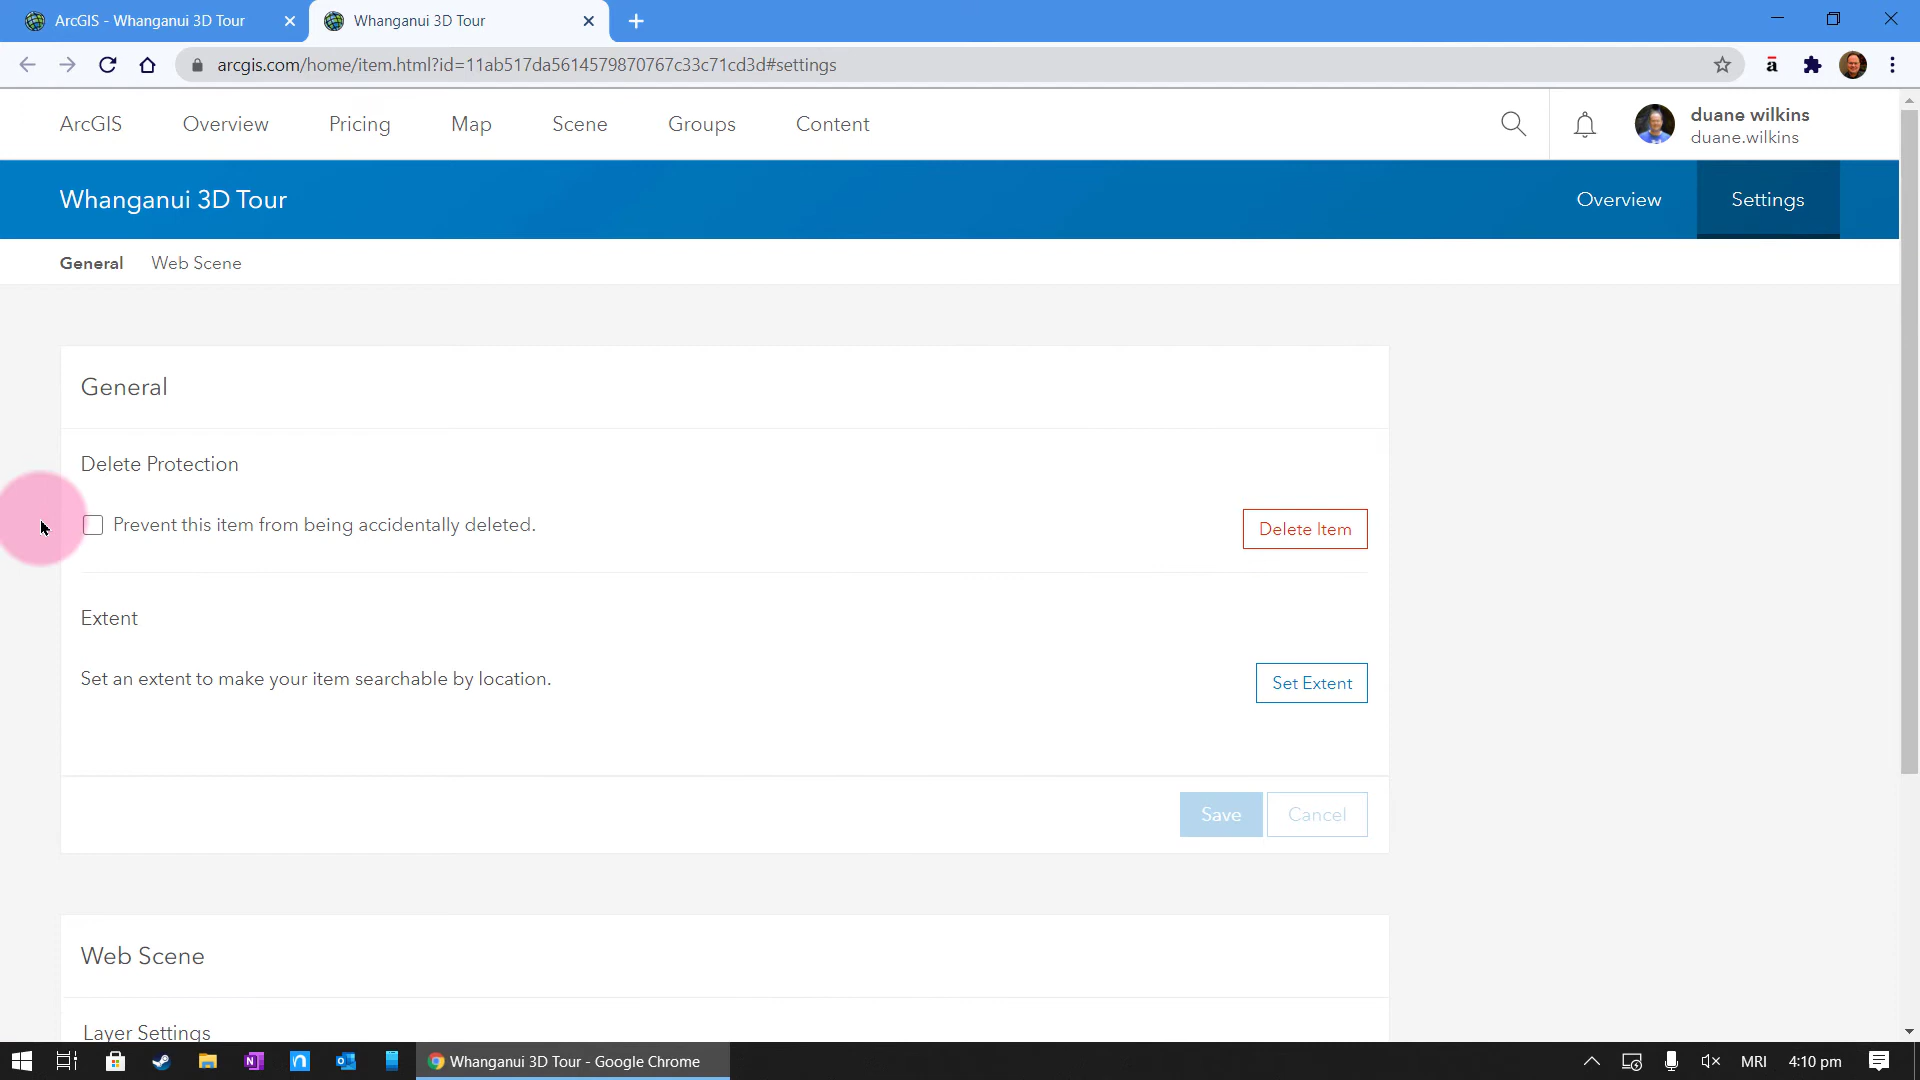 ArcGIS - Whanganui 3D Tour
Whanganui 3D Tour
arcgis.com/home/item.html?id=11ab517da5614579870767c33c71cd3d#settings
ArcGIS
Overview
Pricing
Map
Scene
Groups
Content
duane wilkins
duane.wilkins
Whanganui 3D Tour
Overview
Settings
General
Web Scene
General
Delete Protection
Prevent this item from being accidentally deleted.
Delete Item
Extent
Set an extent to make your item searchable by location.
Set Extent
Save
Cancel
Web Scene
Layer Settings
Whanganui 3D Tour - Google Chrome
MRI
4:10 pm